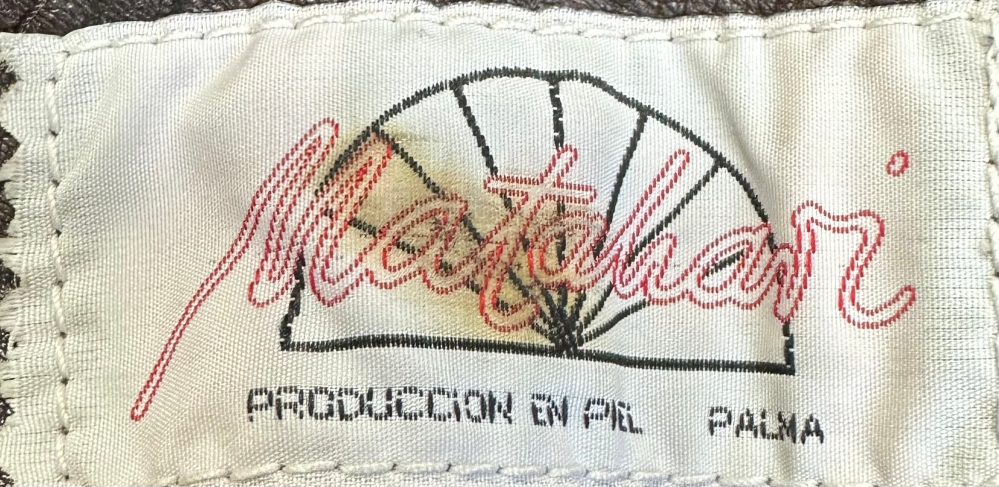 Matahari
PRODUCCION EN PIEL PALMA